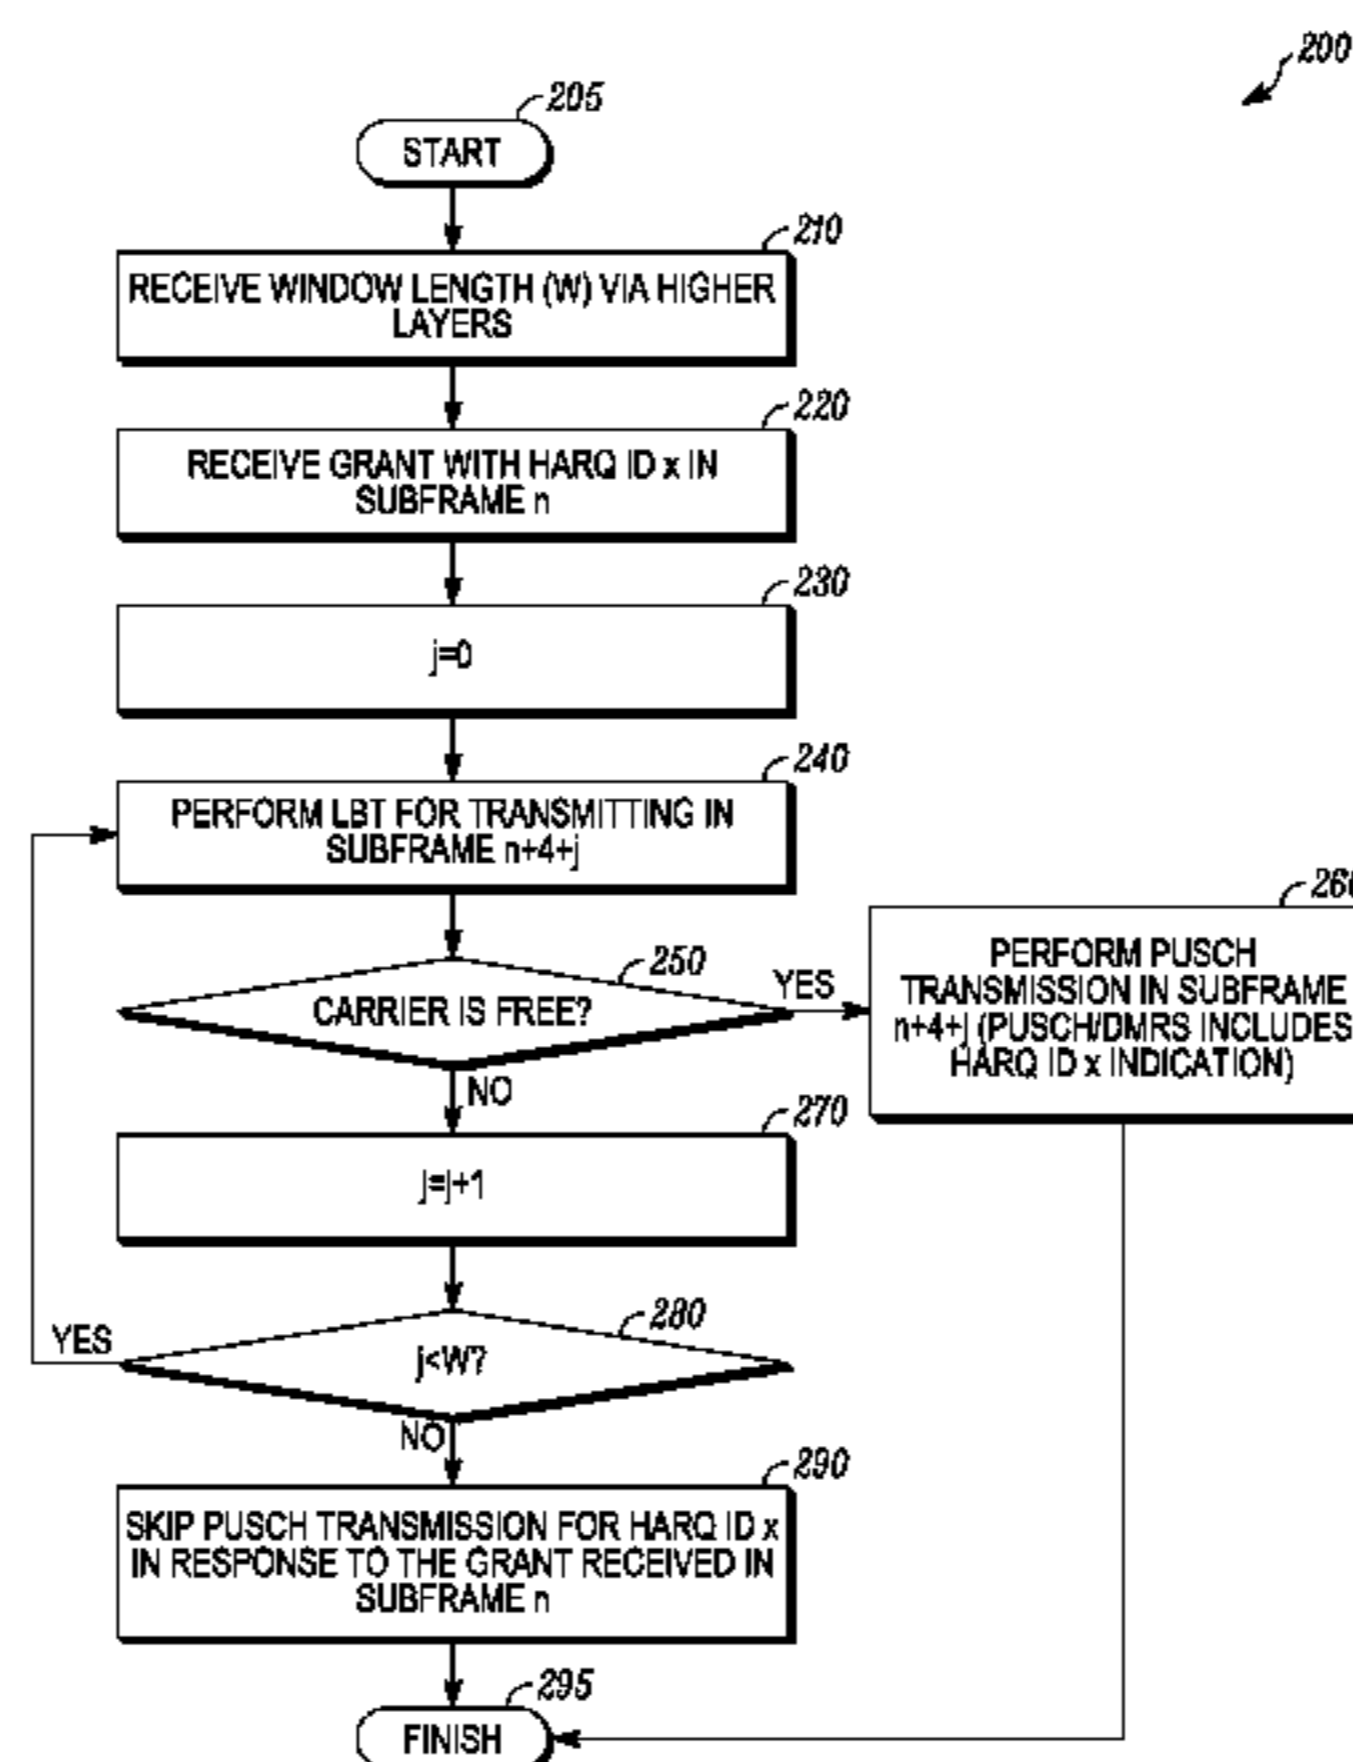 200
205
START
210
RECEIVE WINDOW LENGTH (W) VIA HIGHER
LAYERS
220
RECEIVE GRANT WITH HARQ ID x IN
SUBFRAME n
230
j=0
240
PERFORM LBT FOR TRANSMITTING IN
SUBFRAME n+4+j
250
CARRIER IS FREE?
YES
260
PERFORM PUSCH
TRANSMISSION IN SUBFRAME
n+4+j (PUSCH/DMRS INCLUDES
HARQ ID x INDICATION)
NO
270
j=j+1
280
j<W?
YES
NO
290
SKIP PUSCH TRANSMISSION FOR HARQ ID x
IN RESPONSE TO THE GRANT RECEIVED IN
SUBFRAME n
295
FINISH